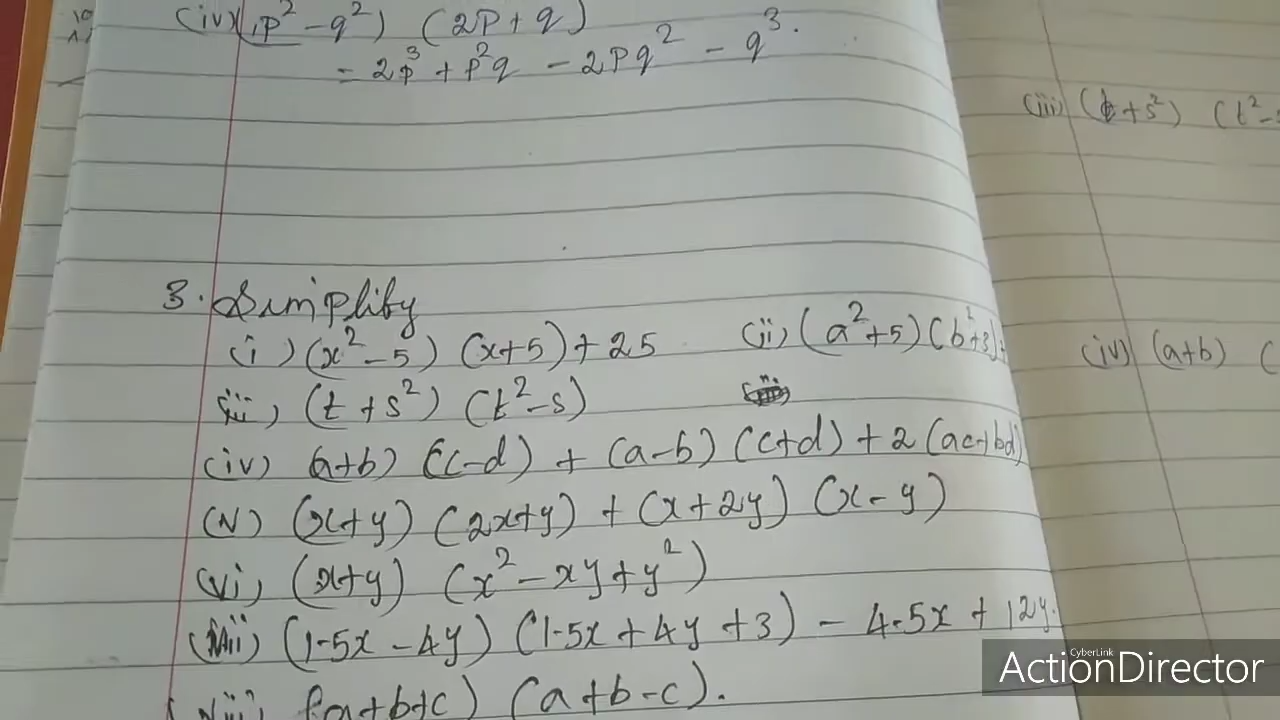 (iv) (p² - q²) (2p + q)
= 2p³ + p²q - 2pq² - q³.
3. Simplify
(i) (x² - 5) (x+5) + 25 (ii) (a² + 5) (b³ + 3) +
iii) (t + s²) (t² - s)
(iv) (a+b) (c-d) + (a-b) (c+d) + 2 (ac+bd)
(v) (x+y) (2x+y) + (x+2y) (x-y)
(vi) (x+y) (x² - xy + y²)
(vii) (1.5x - 4y) (1.5x + 4y + 3) - 4.5x + 12y.
(viii) (a+b+c) (a+b-c).
(iii) (t + s²) (t² -
(iv) (a+b) (
CyberLink
ActionDirector